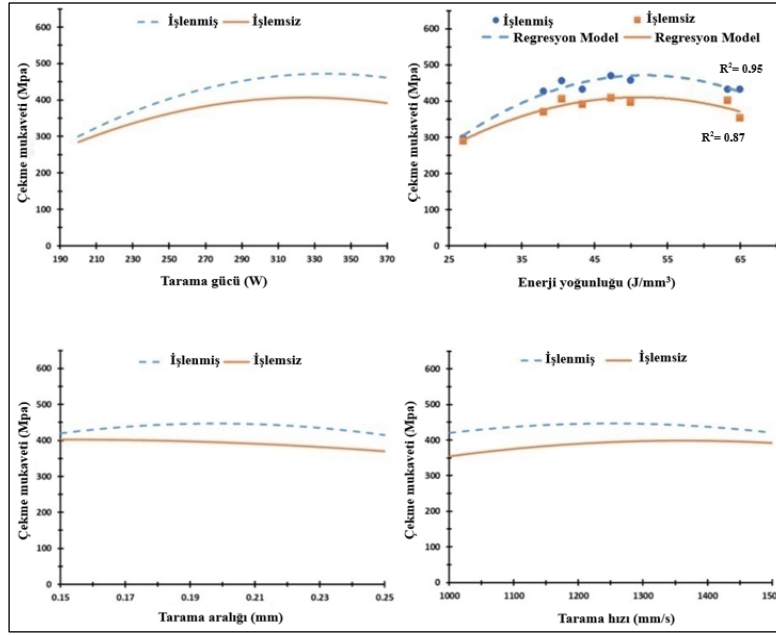 İşlenmiş İşlemsiz
600
500
400
300
200
100
0
Çekme mukaveti (Mpa)
190 210 230 250 270 290 310 330 350 370
Tarama gücü (W)
İşlenmiş İşlemsiz
Regresyon Model Regresyon Model
R²= 0.95
R²= 0.87
600
500
400
300
200
100
0
Çekme mukaveti (Mpa)
25 35 45 55 65
Enerji yoğunluğu (J/mm³)
İşlenmiş İşlemsiz
600
500
400
300
200
100
0
Çekme mukaveti (Mpa)
0.15 0.17 0.19 0.21 0.23 0.25
Tarama aralığı (mm)
İşlenmiş İşlemsiz
600
500
400
300
200
100
0
Çekme mukaveti (Mpa)
1000 1100 1200 1300 1400 150
Tarama hızı (mm/s)